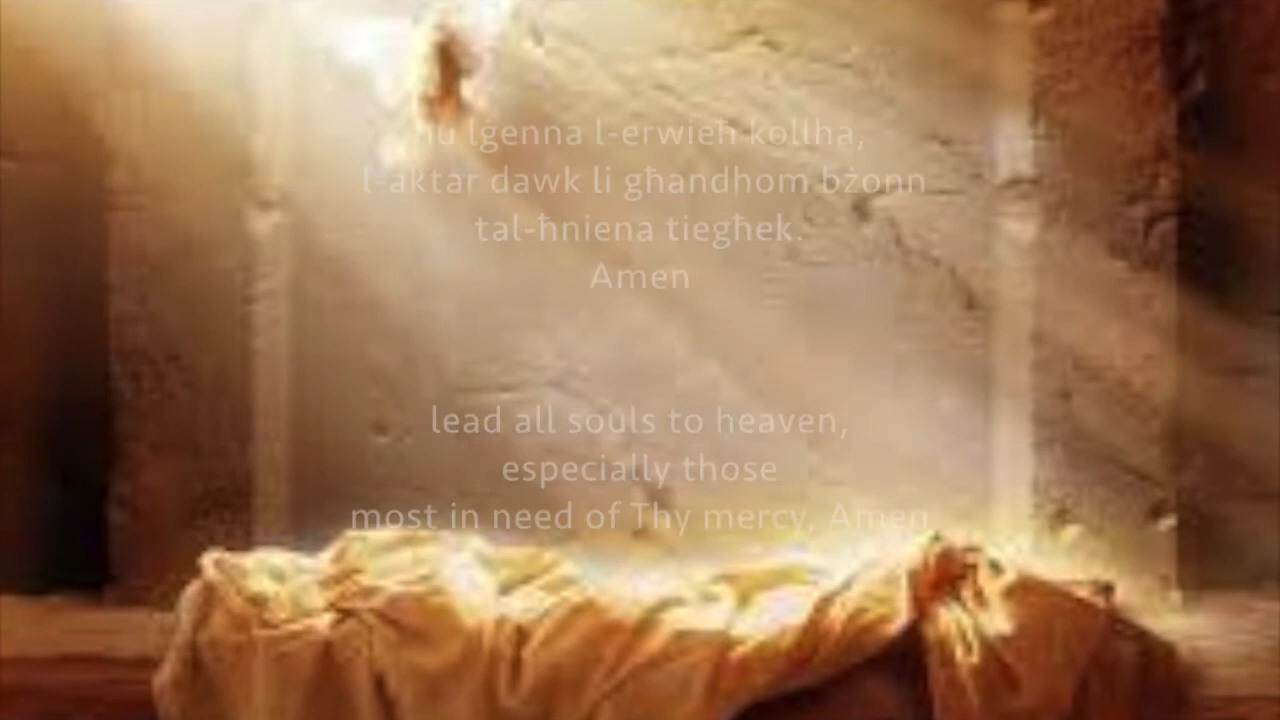 lġenna l-erwieħ kollha,
l-aktar dawk li għandhom bżonn
tal-ħniena tiegħek.
Amen
lead all souls to heaven,
especially those
most in need of Thy mercy, Amen